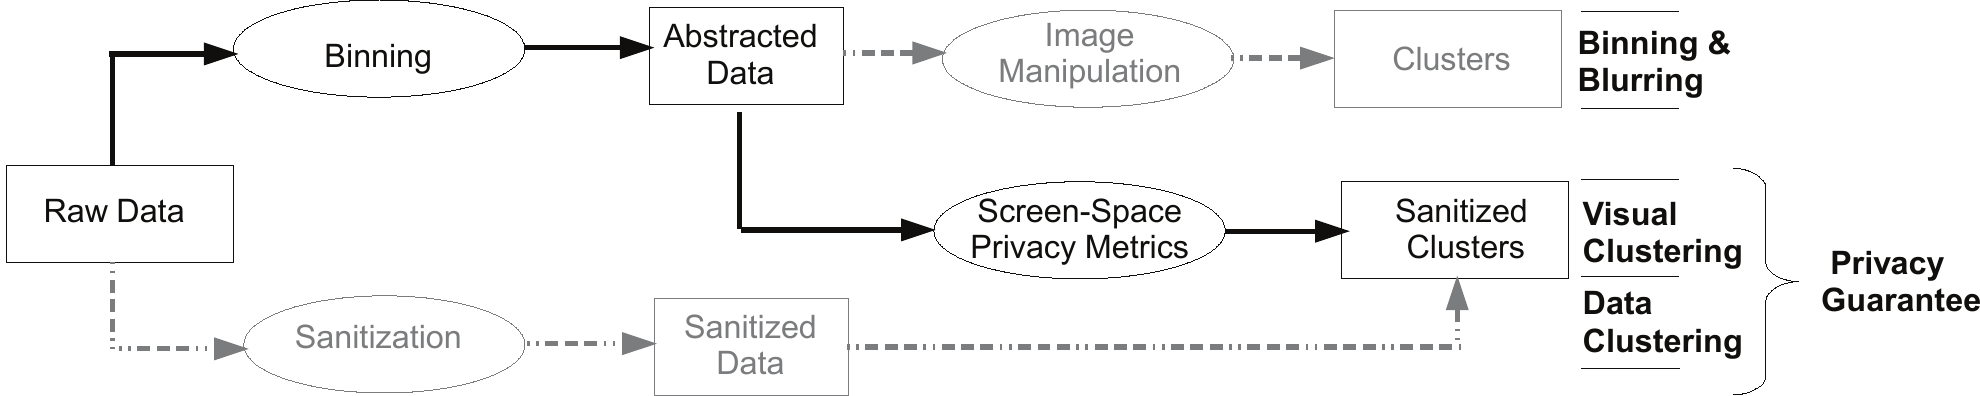 Binning
Abstracted
Data
Image
Manipulation
Clusters
Binning &
Blurring
Raw Data
Screen-Space
Privacy Metrics
Sanitized
Clusters
Visual
Clustering
Privacy
Guarantee
Sanitization
Sanitized
Data
Data
Clustering